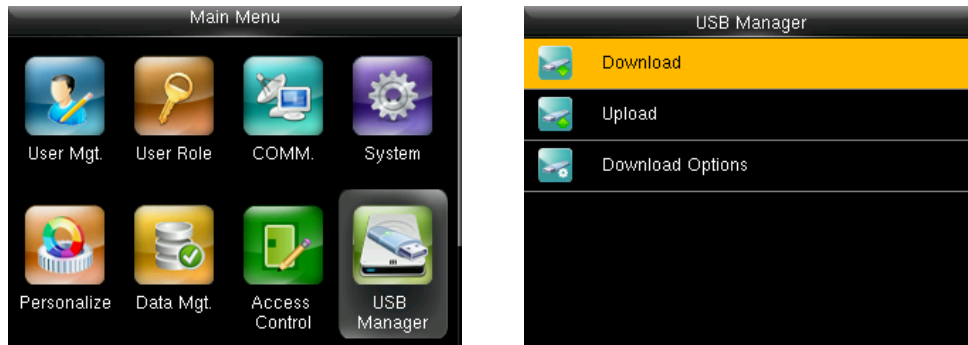 Main Menu
User Mgt.
User Role
COMM.
System
Personalize
Data Mgt.
Access
Control
USB
Manager
USB Manager
Download
Upload
Download Options